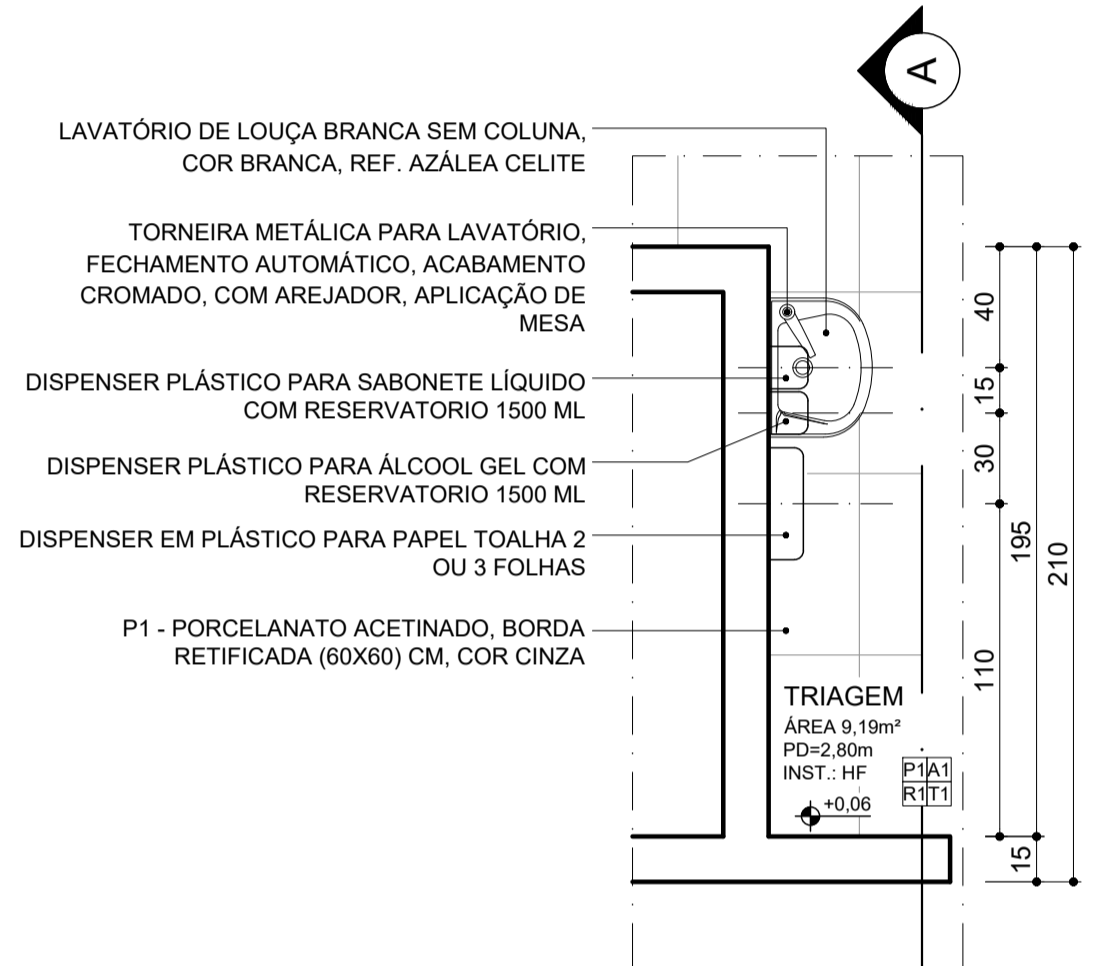 A
LAVATÓRIO DE LOUÇA BRANCA SEM COLUNA,
COR BRANCA, REF. AZÁLEA CELITE
TORNEIRA METÁLICA PARA LAVATÓRIO,
FECHAMENTO AUTOMÁTICO, ACABAMENTO
CROMADO, COM AREJADOR, APLICAÇÃO DE
MESA
DISPENSER PLÁSTICO PARA SABONETE LÍQUIDO
COM RESERVATORIO 1500 ML
DISPENSER PLÁSTICO PARA ÁLCOOL GEL COM
RESERVATORIO 1500 ML
DISPENSER EM PLÁSTICO PARA PAPEL TOALHA 2
OU 3 FOLHAS
P1 - PORCELANATO ACETINADO, BORDA
RETIFICADA (60X60) CM, COR CINZA
TRIAGEM
ÁREA 9,19m²
PD=2,80m
INST.: HF
+0,06
P1 A1
R1 T1
40
15
30
110
195
15
210